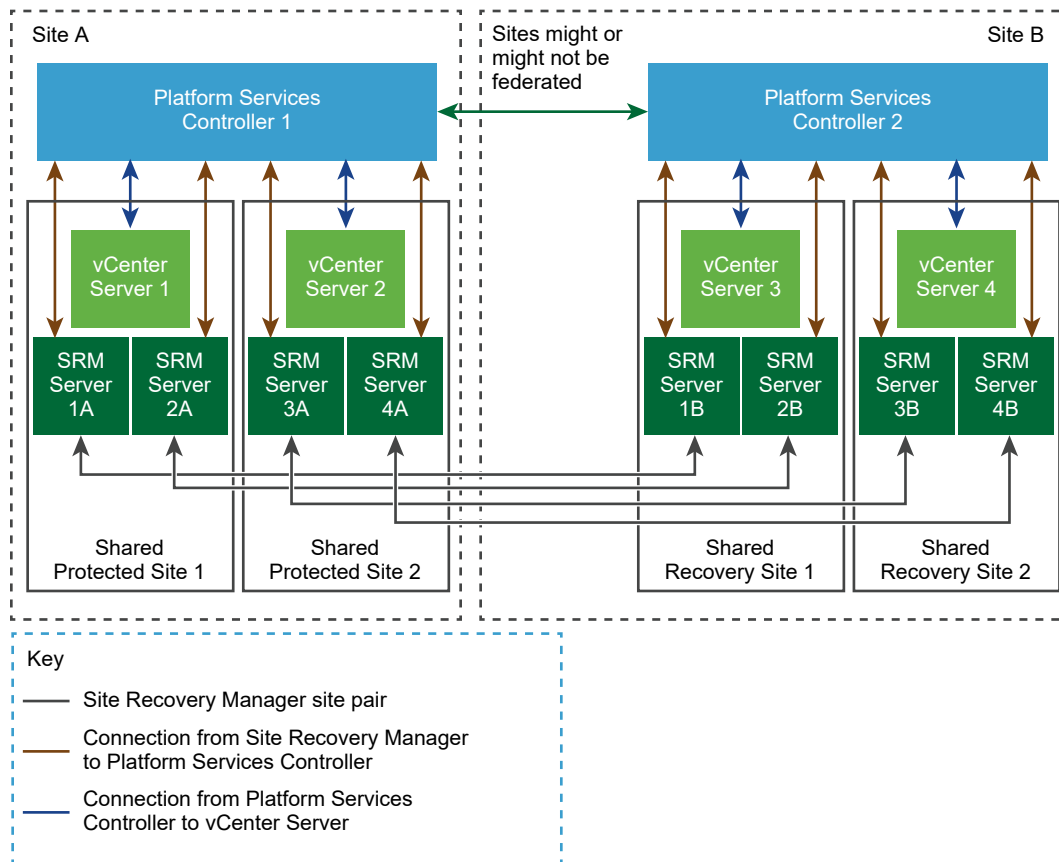 Site A
Sites might or
might not be
federated
Site B
Platform Services
Controller 1
Platform Services
Controller 2
vCenter
Server 1
vCenter
Server 2
vCenter
Server 3
vCenter
Server 4
SRM
Server
1A
SRM
Server
2A
SRM
Server
3A
SRM
Server
4A
SRM
Server
1B
SRM
Server
2B
SRM
Server
3B
SRM
Server
4B
Shared
Protected Site 1
Shared
Protected Site 2
Shared
Recovery Site 1
Shared
Recovery Site 2
Key
Site Recovery Manager site pair
Connection from Site Recovery Manager
to Platform Services Controller
Connection from Platform Services
Controller to vCenter Server